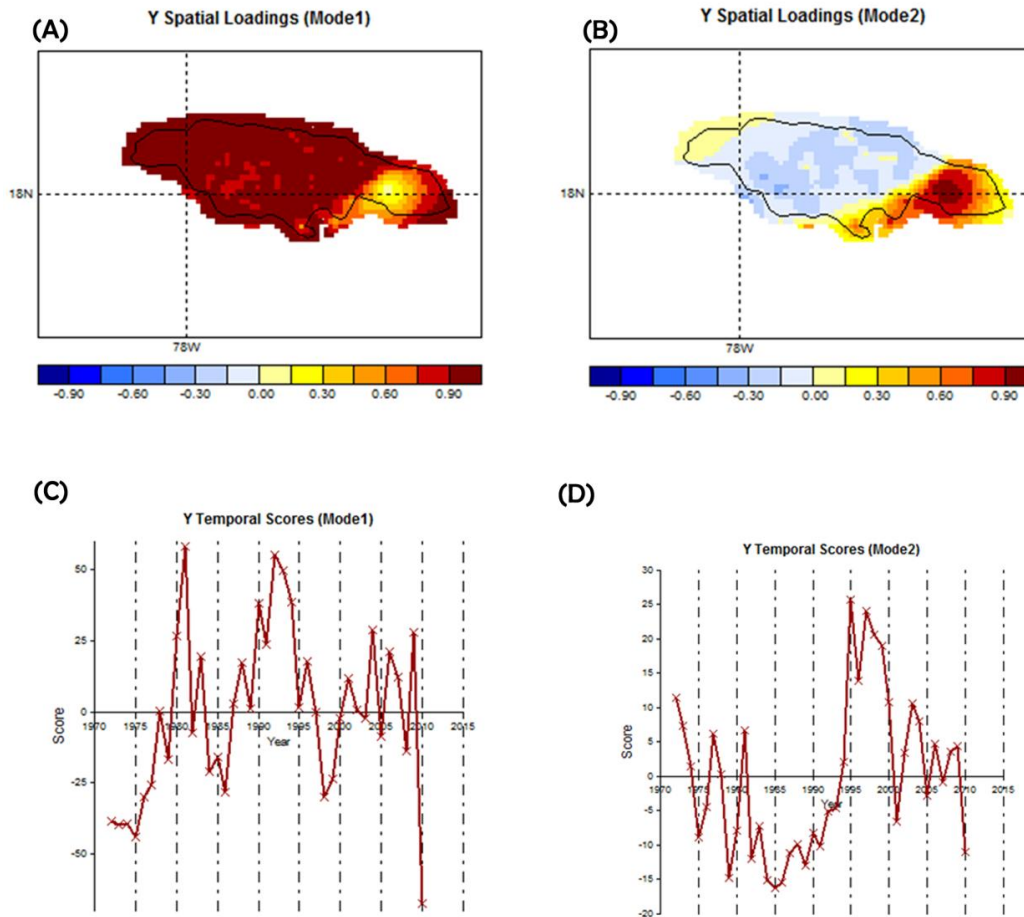 Y Spatial Loadings (Mode1)
(A)
18N
78W
-0.90 -0.60 -0.30 0.00 0.30 0.60 0.90
Y Spatial Loadings (Mode2)
(B)
18N
78W
-0.90 -0.60 -0.30 0.00 0.30 0.60 0.90
(C)
Y Temporal Scores (Mode1)
50
25
0
-25
-50
Score
1970 1975 1980 1985 1990 1995 2000 2005 2010 2015
Year
(D)
Y Temporal Scores (Mode2)
30
25
20
15
10
5
0
-5
-10
-15
-20
Score
1970 1975 1980 1985 1990 1995 2000 2005 2010 2015
Year